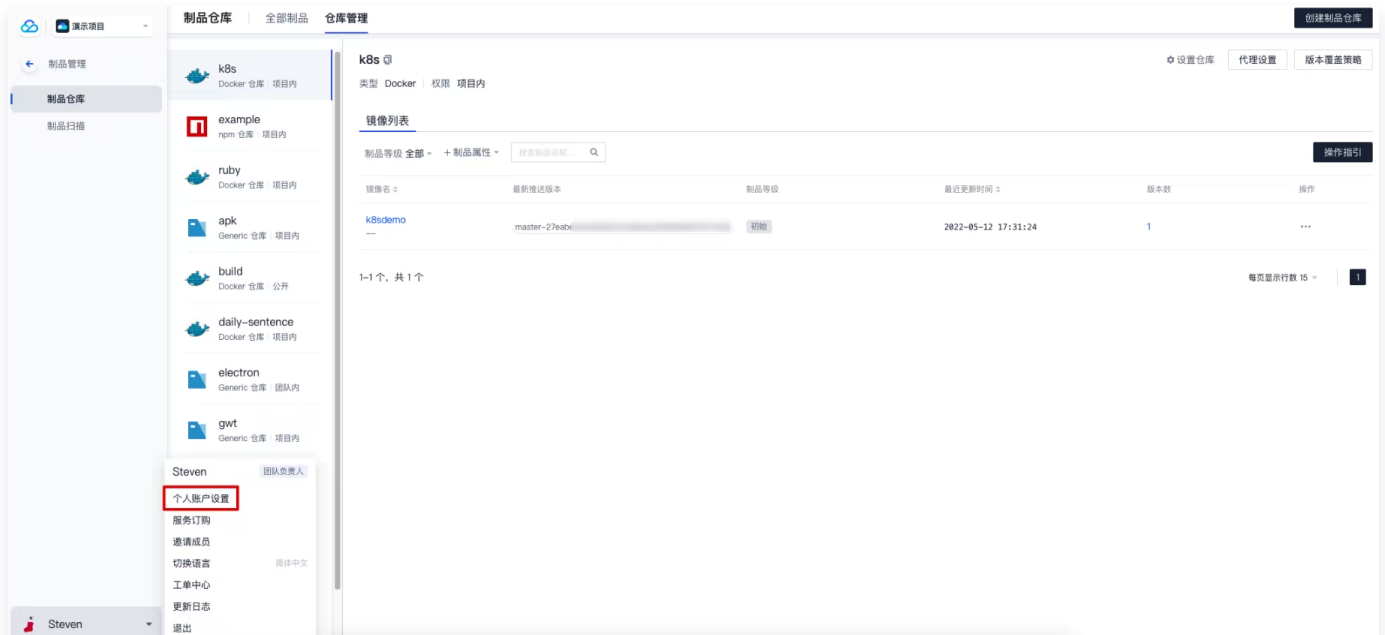 演示项目
制品管理
制品仓库
制品扫描
制品仓库
全部制品
仓库管理
创建制品仓库
k8s
Docker 仓库 项目内
example
npm 仓库 项目内
ruby
Docker 仓库 项目内
apk
Generic 仓库 项目内
build
Docker 仓库 公开
daily-sentence
Docker 仓库 项目内
electron
Generic 仓库 团队内
gwt
Generic 仓库 项目内
k8s
设置仓库
代理设置
版本覆盖策略
类型 Docker 权限 项目内
镜像列表
制品等级 全部
+ 制品属性
搜索制品名称...
操作指引
镜像名 最新推送版本 制品等级 最近更新时间 版本数 操作
k8sdemo master-27eab 初始 2022-05-12 17:31:24 1 ...
--
1-1 个，共 1 个
每页显示行数 15
1
Steven 团队负责人
个人账户设置
服务订购
邀请成员
切换语言 简体中文
工单中心
更新日志
退出
Steven